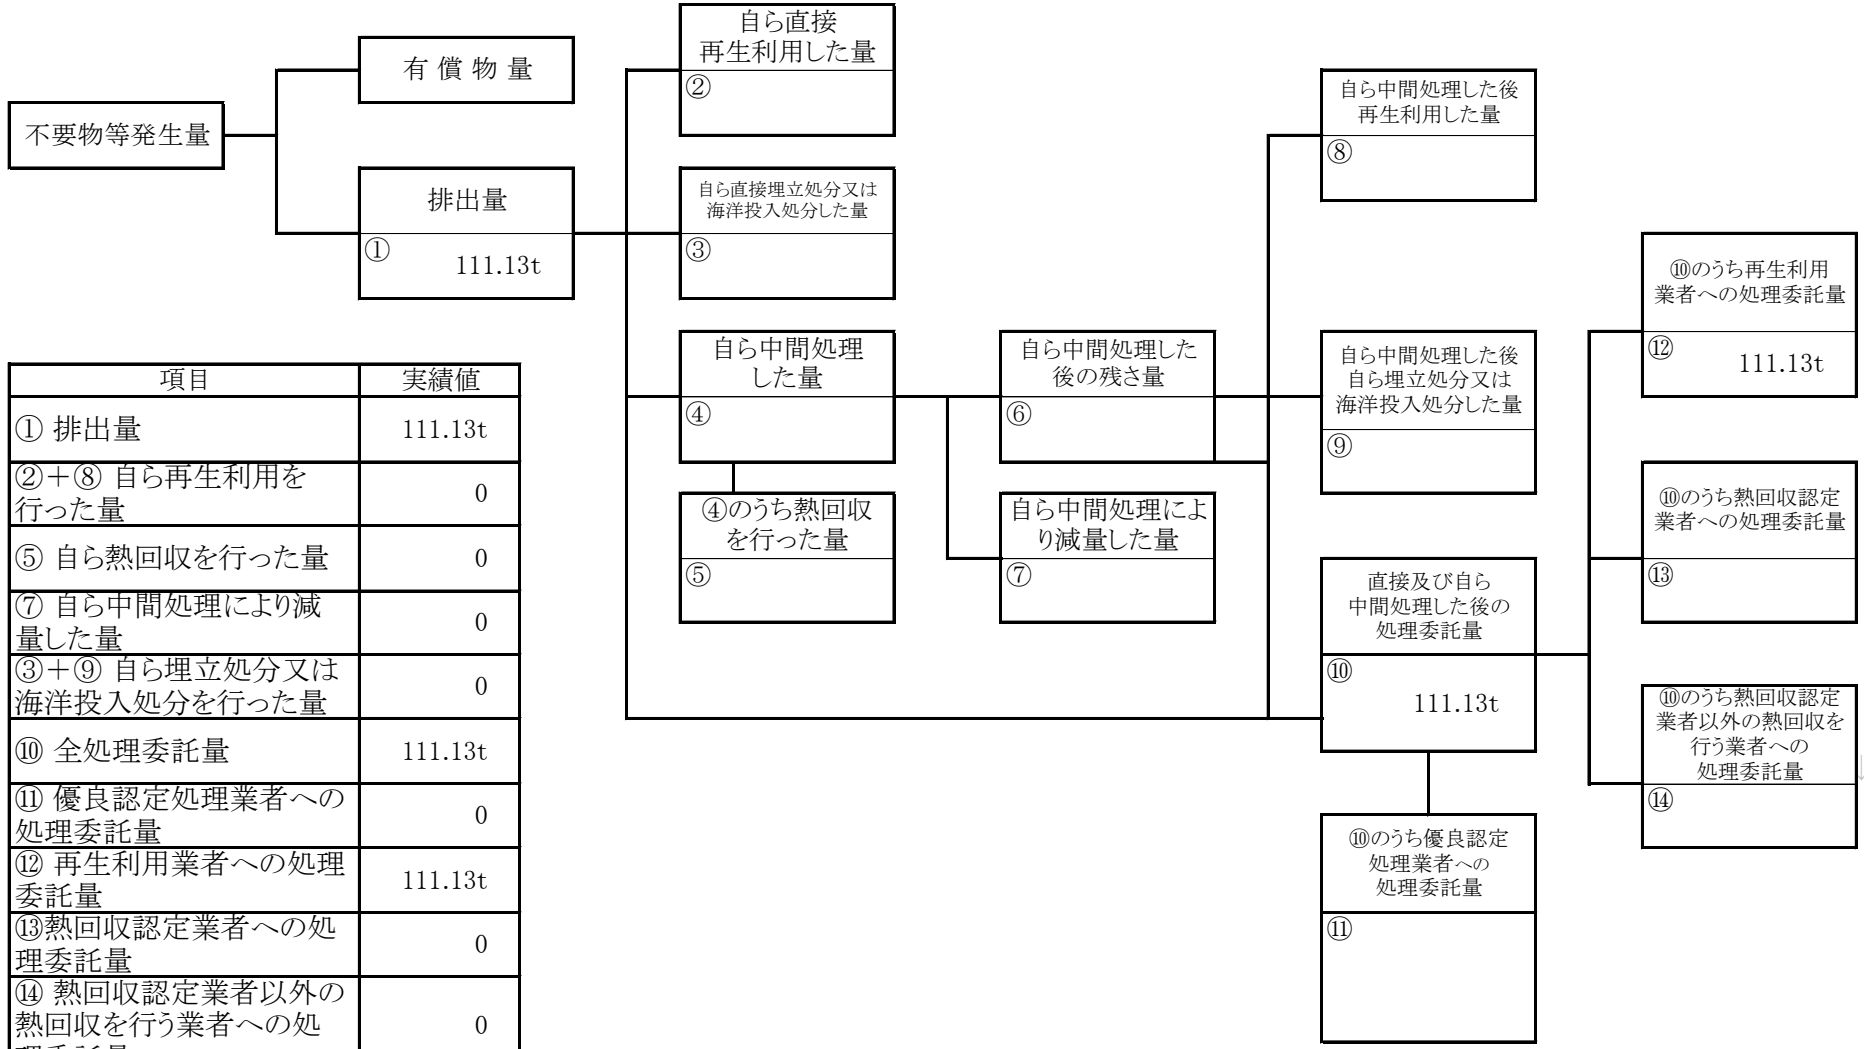 不要物等発生量
有 償 物 量
排出量
①
111.13t
自ら直接
再生利用した量
②
自ら直接埋立処分又は
海洋投入処分した量
③
自ら中間処理
した量
④
④のうち熱回収
を行った量
⑤
自ら中間処理した
後の残さ量
⑥
自ら中間処理によ
り減量した量
⑦
自ら中間処理した後
再生利用した量
⑧
自ら中間処理した後
自ら埋立処分又は
海洋投入処分した量
⑨
直接及び自ら
中間処理した後の
処理委託量
⑩
111.13t
⑩のうち優良認定
処理業者への
処理委託量
⑪
⑩のうち再生利用
業者への処理委託量
⑫
111.13t
⑩のうち熱回収認定
業者への処理委託量
⑬
⑩のうち熱回収認定
業者以外の熱回収を
行う業者への
処理委託量
⑭
項目 実績値
① 排出量 111.13t
②+⑧ 自ら再生利用を
行った量 0
⑤ 自ら熱回収を行った量 0
⑦ 自ら中間処理により減
量した量 0
③+⑨ 自ら埋立処分又は
海洋投入処分を行った量 0
⑩ 全処理委託量 111.13t
⑪ 優良認定処理業者への
処理委託量 0
⑫ 再生利用業者への処理
委託量 111.13t
⑬熱回収認定業者への処
理委託量 0
⑭ 熱回収認定業者以外の
熱回収を行う業者への処 0